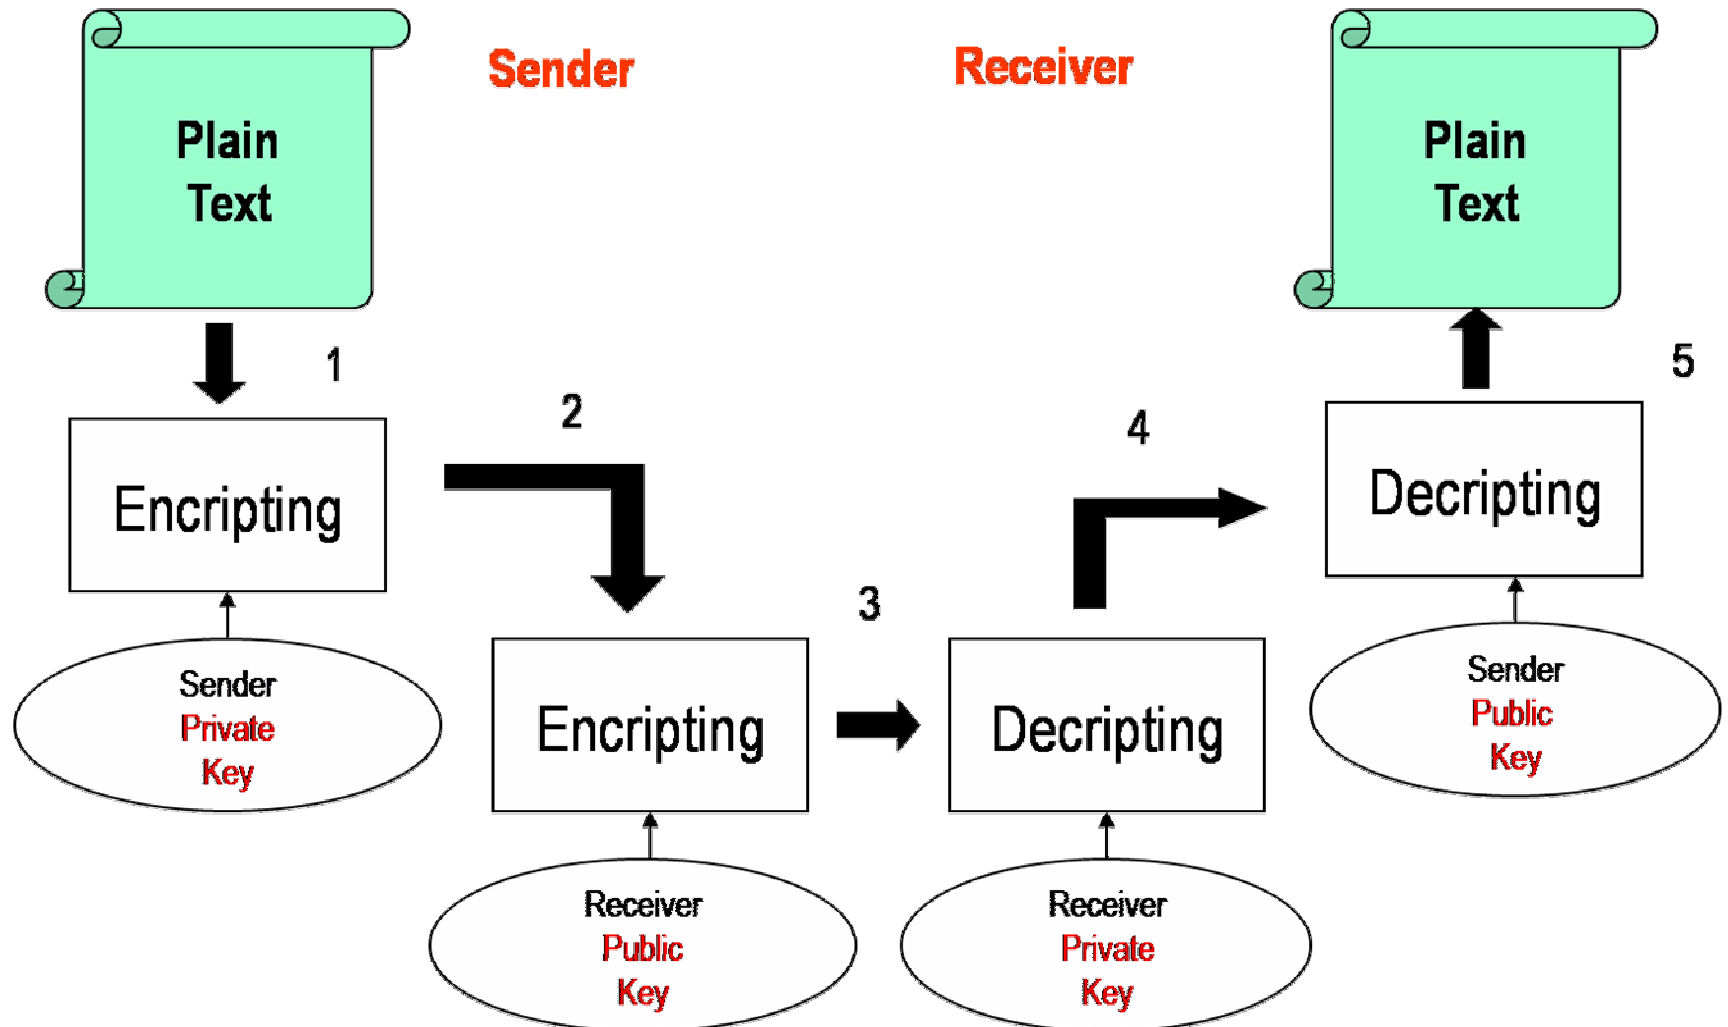 Sender
Receiver
Plain
Text
Plain
Text
1
5
2
4
Encripting
Decripting
3
Sender
Private
Key
Encripting
Decripting
Sender
Public
Key
Receiver
Public
Key
Receiver
Private
Key